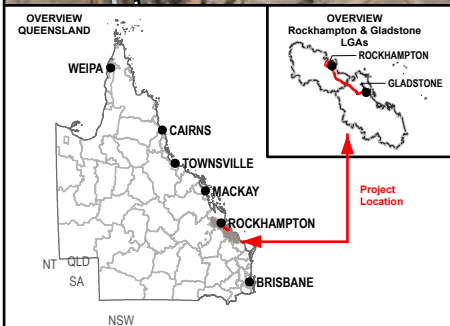 OVERVIEW
QUEENSLAND
WEIPA
CAIRNS
TOWNSVILLE
MACKAY
ROCKHAMPTON
BRISBANE
NT
QLD
SA
NSW
OVERVIEW
Rockhampton & Gladstone
LGAs
ROCKHAMPTON
GLADSTONE
Project
Location